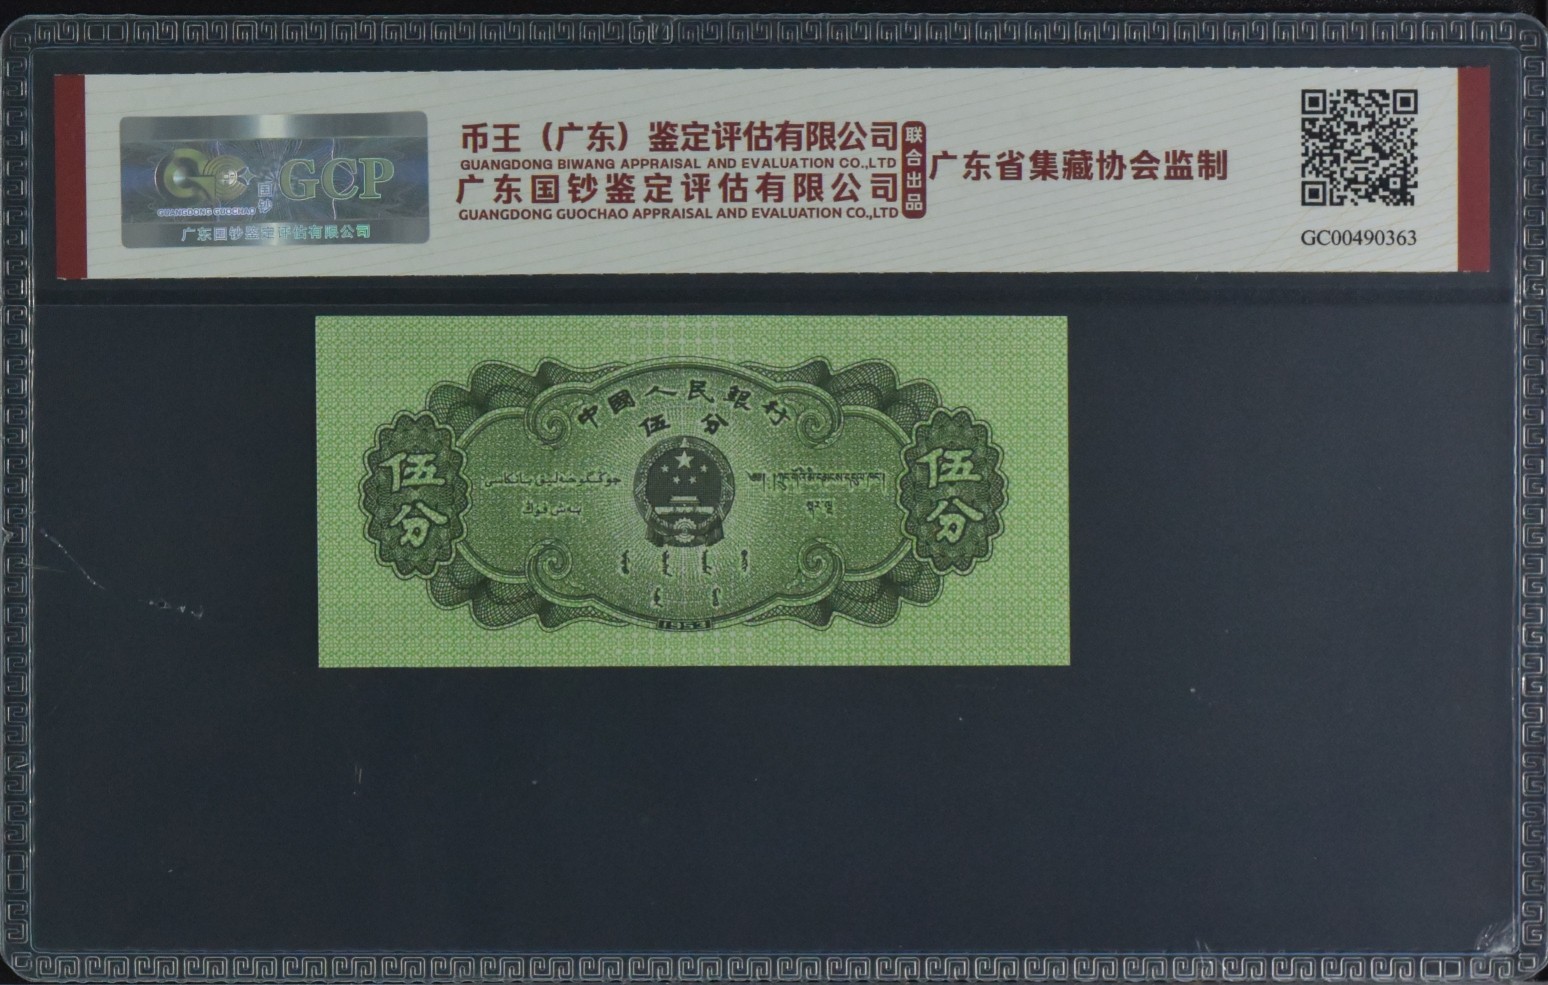 GCP
国钞
GUANGDONG GUOCHAO
广东国钞鉴定评估有限公司
币王（广东）鉴定评估有限公司
GUANGDONG BIWANG APPRAISAL AND EVALUATION CO.,LTD
广东国钞鉴定评估有限公司
GUANGDONG GUOCHAO APPRAISAL AND EVALUATION CO.,LTD
联合出品
广东省集藏协会监制
GC00490363
中國人民銀行
伍分
伍分
伍分
1953